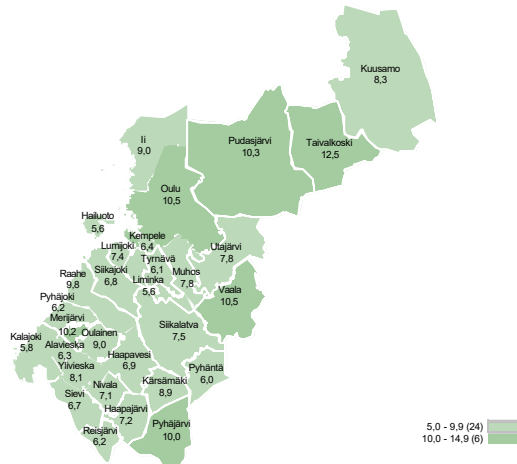 Kuusamo
8,3
Ii
9,0
Pudasjärvi
10,3
Taivalkoski
12,5
Oulu
10,5
Hailuoto
5,6
Kempele
6,4
Lumijoki
7,4
Tyrnävä
6,1
Utajärvi
7,8
Raahe
9,8
Siikajoki
6,8
Liminka
5,6
Muhos
7,8
Vaala
10,5
Pyhäjoki
6,2
Merijärvi
10,2
Oulainen
9,0
Siikalatva
7,5
Kalajoki
5,8
Alavieska
6,3
Ylivieska
8,1
Haapavesi
6,9
Pyhäntä
6,0
Sievi
6,7
Nivala
7,1
Kärsämäki
8,9
Haapajärvi
7,2
Reisjärvi
6,2
Pyhäjärvi
10,0
5,0 - 9,9 (24)
10,0 - 14,9 (6)